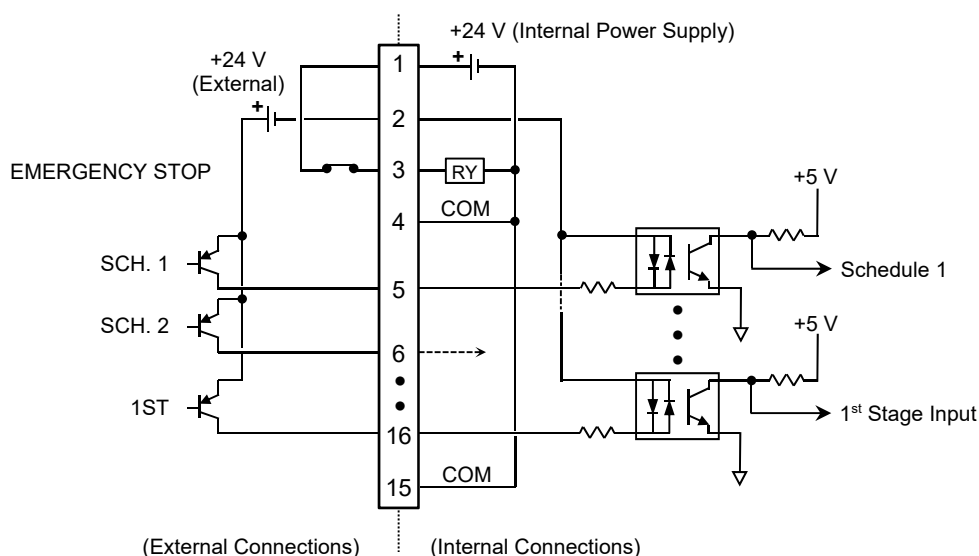 +24 V (Internal Power Supply)
+24 V
(External)
+
+
1
2
EMERGENCY STOP
3
RY
+5 V
4
COM
SCH. 1
5
Schedule 1
SCH. 2
6
+5 V
1ST
16
1st Stage Input
15
COM
(External Connections)
(Internal Connections)